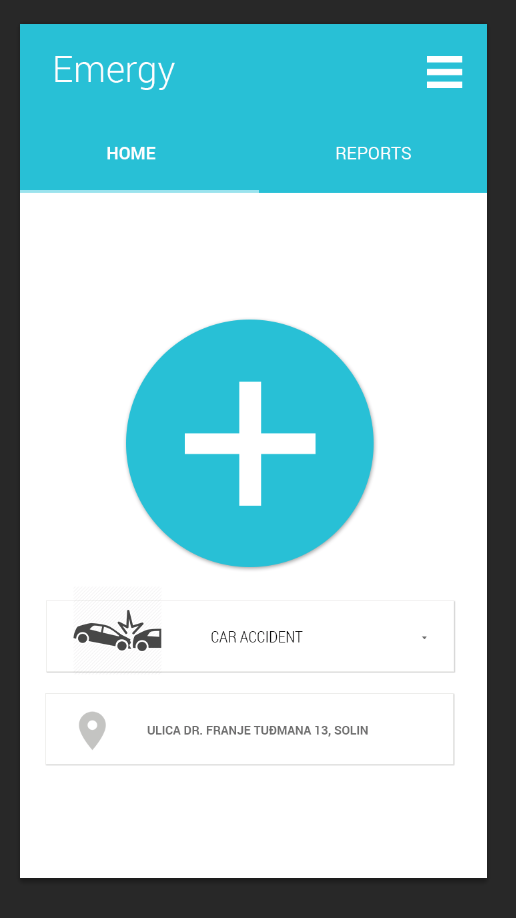 Emergy
HOME
REPORTS
CAR ACCIDENT
ULICA DR. FRANJE TUĐMANA 13, SOLIN